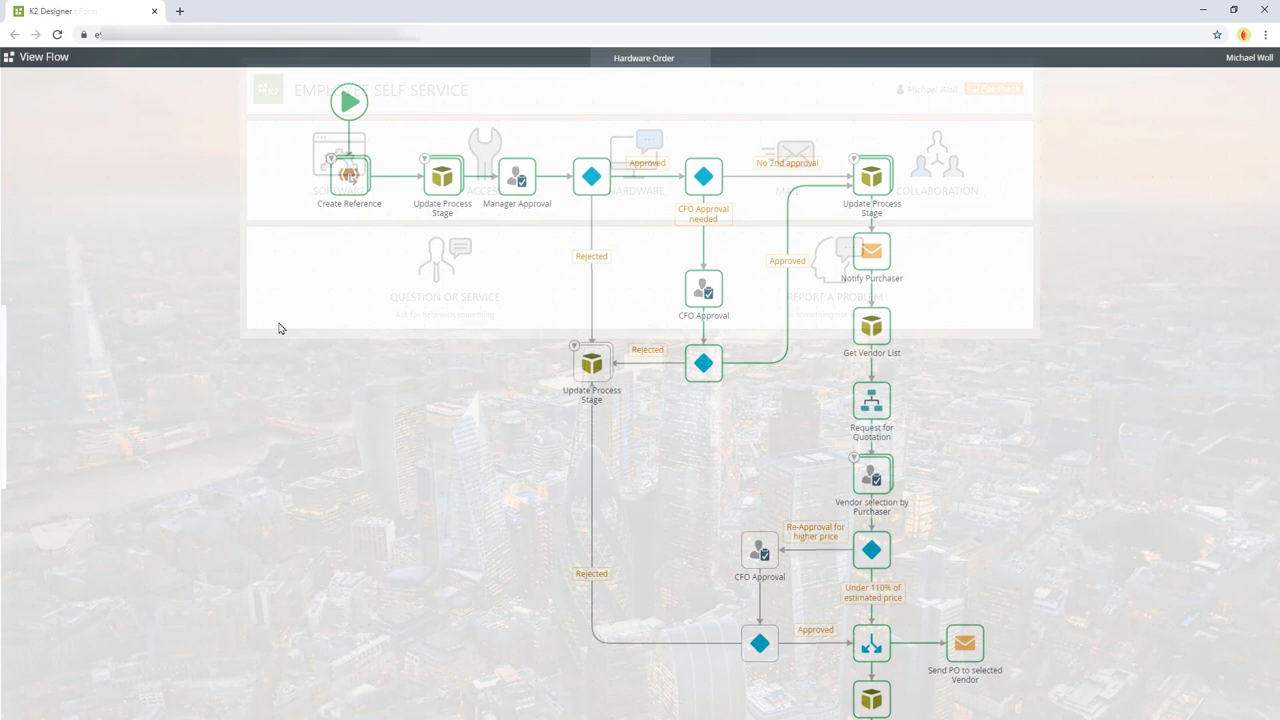 K2 Designer
View Flow
Hardware Order
Michael Woll
K2
EMPLOYEE SELF SERVICE
Michael Woll
Feedback
SOFTWARE
ACCESS
HARDWARE
MAIL
COLLABORATION
Approved
No 2nd approval
Create Reference
Update Process
Stage
Manager Approval
CFO Approval
needed
Update Process
Stage
Rejected
Approved
Notify Purchaser
QUESTION OR SERVICE
Ask for help with something
REPORT A PROBLEM
CFO Approval
Rejected
Get Vendor List
Update Process
Stage
Request for
Quotation
Vendor selection by
Purchaser
Re-Approval for
higher price
CFO Approval
Rejected
Under 110% of
estimated price
Approved
Send PO to selected
Vendor